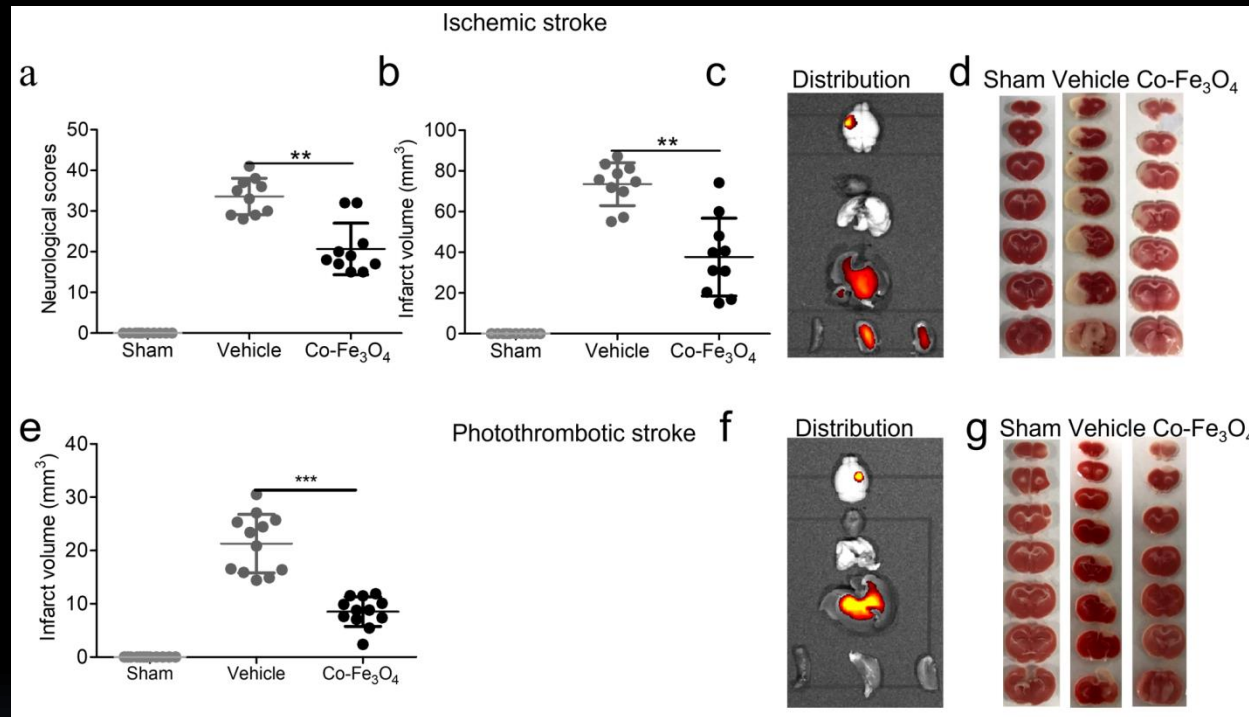 Ischemic stroke
a
Neurological scores
50
40
30
20
10
0
**
Sham
Vehicle
Co-Fe₃O₄
b
Infarct volume (mm³)
100
80
60
40
20
0
**
Sham
Vehicle
Co-Fe₃O₄
c
Distribution
d
Sham Vehicle Co-Fe₃O₄
e
Infarct volume (mm³)
40
30
20
10
0
***
Sham
Vehicle
Co-Fe₃O₄
Photothrombotic stroke
f
Distribution
g
Sham Vehicle Co-Fe₃O₄